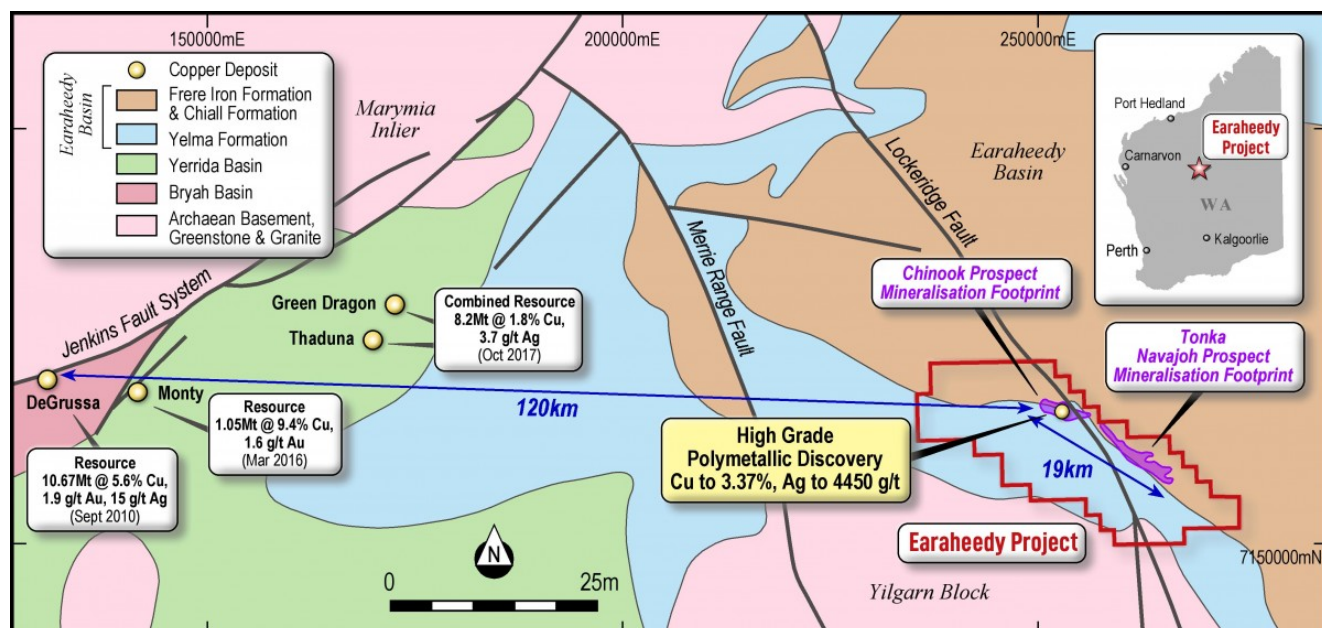 150000mE
200000mE
250000mE
Earaheedy
Basin
Copper Deposit
Frere Iron Formation
& Chiall Formation
Yelma Formation
Yerrida Basin
Bryah Basin
Archaean Basement,
Greenstone & Granite
Marymia
Inlier
Lockeridge Fault
Earaheedy
Basin
Port Hedland
Earaheedy
Project
Carnarvon
WA
Perth
Kalgoorlie
Jenkins Fault System
Merrie Range Fault
Chinook Prospect
Mineralisation Footprint
Tonka
Navajoh Prospect
Mineralisation Footprint
Green Dragon
Thaduna
Combined Resource
8.2Mt @ 1.8% Cu,
3.7 g/t Ag
(Oct 2017)
DeGrussa
Monty
120km
Resource
1.05Mt @ 9.4% Cu,
1.6 g/t Au
(Mar 2016)
Resource
10.67Mt @ 5.6% Cu,
1.9 g/t Au, 15 g/t Ag
(Sept 2010)
High Grade
Polymetallic Discovery
Cu to 3.37%, Ag to 4450 g/t
19km
Earaheedy Project
7150000mN
N
0
25m
Yilgarn Block